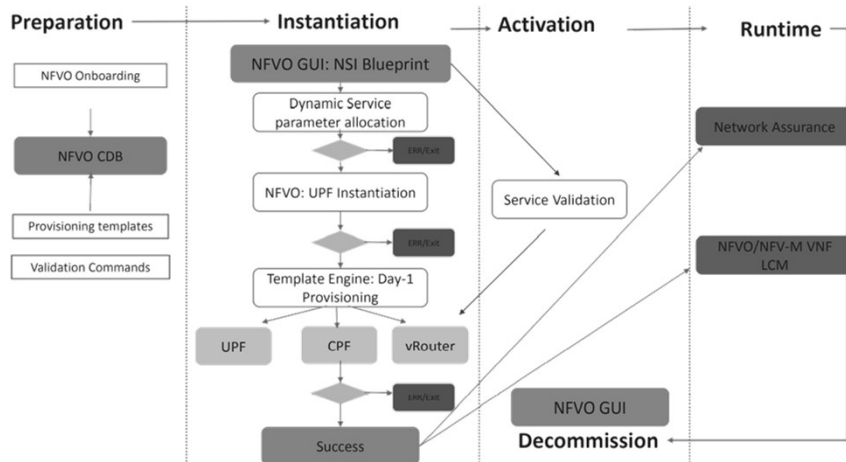 Preparation
Instantiation
Activation
Runtime
NFVO Onboarding
NFVO CDB
Provisioning templates
Validation Commands
NFVO GUI: NSI Blueprint
Dynamic Service
parameter allocation
ERR/Exit
NFVO: UPF Instantiation
ERR/Exit
Template Engine: Day-1
Provisioning
UPF
CPF
vRouter
ERR/Exit
Success
Service Validation
NFVO GUI
Decommission
Network Assurance
NFVO/NFV-M VNF
LCM